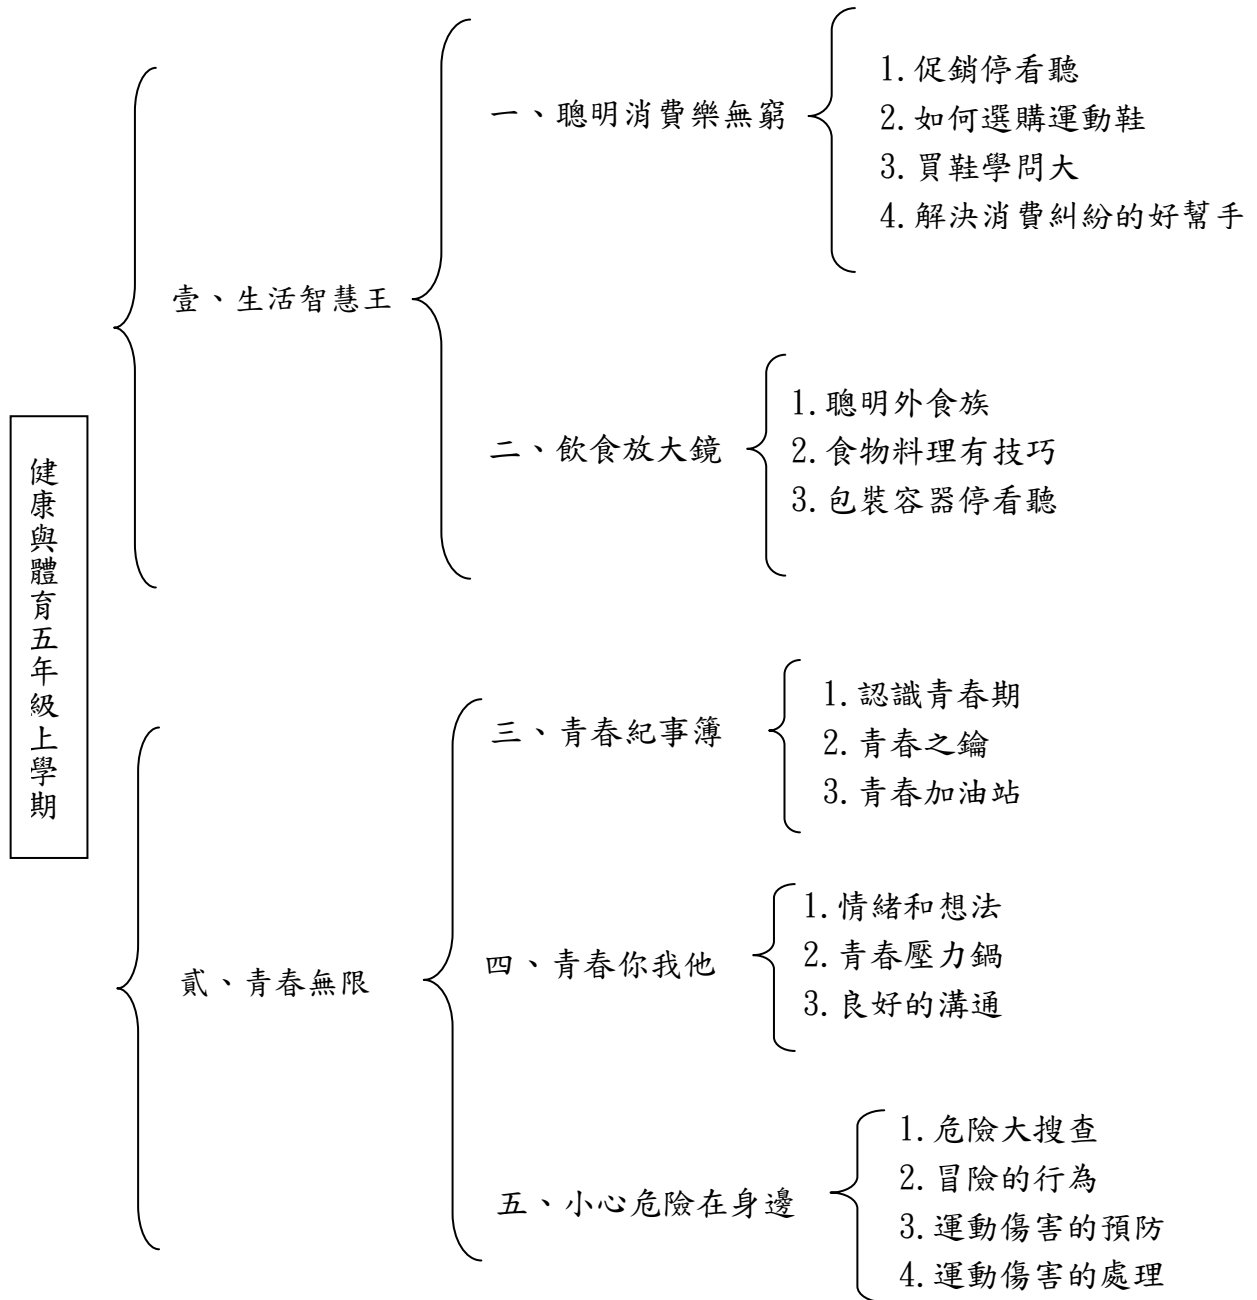 健康與體育五年級上學期
壹、生活智慧王
一、聰明消費樂無窮
1.促銷停看聽
2.如何選購運動鞋
3.買鞋學問大
4.解決消費糾紛的好幫手
二、飲食放大鏡
1.聰明外食族
2.食物料理有技巧
3.包裝容器停看聽
貳、青春無限
三、青春紀事簿
1.認識青春期
2.青春之鑰
3.青春加油站
四、青春你我他
1.情緒和想法
2.青春壓力鍋
3.良好的溝通
五、小心危險在身邊
1.危險大搜查
2.冒險的行為
3.運動傷害的預防
4.運動傷害的處理